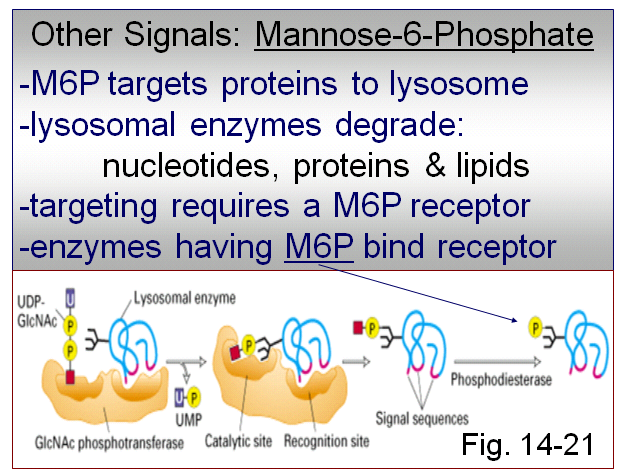 Other Signals: Mannose-6-Phosphate
-M6P targets proteins to lysosome
-lysosomal enzymes degrade:
nucleotides, proteins & lipids
-targeting requires a M6P receptor
-enzymes having M6P bind receptor
UDP-
GlcNAc
U
P
P
Lysosomal enzyme
U-P
UMP
P
P
P
Phosphodiesterase
Signal sequences
GlcNAc phosphotransferase
Catalytic site
Recognition site
Fig. 14-21